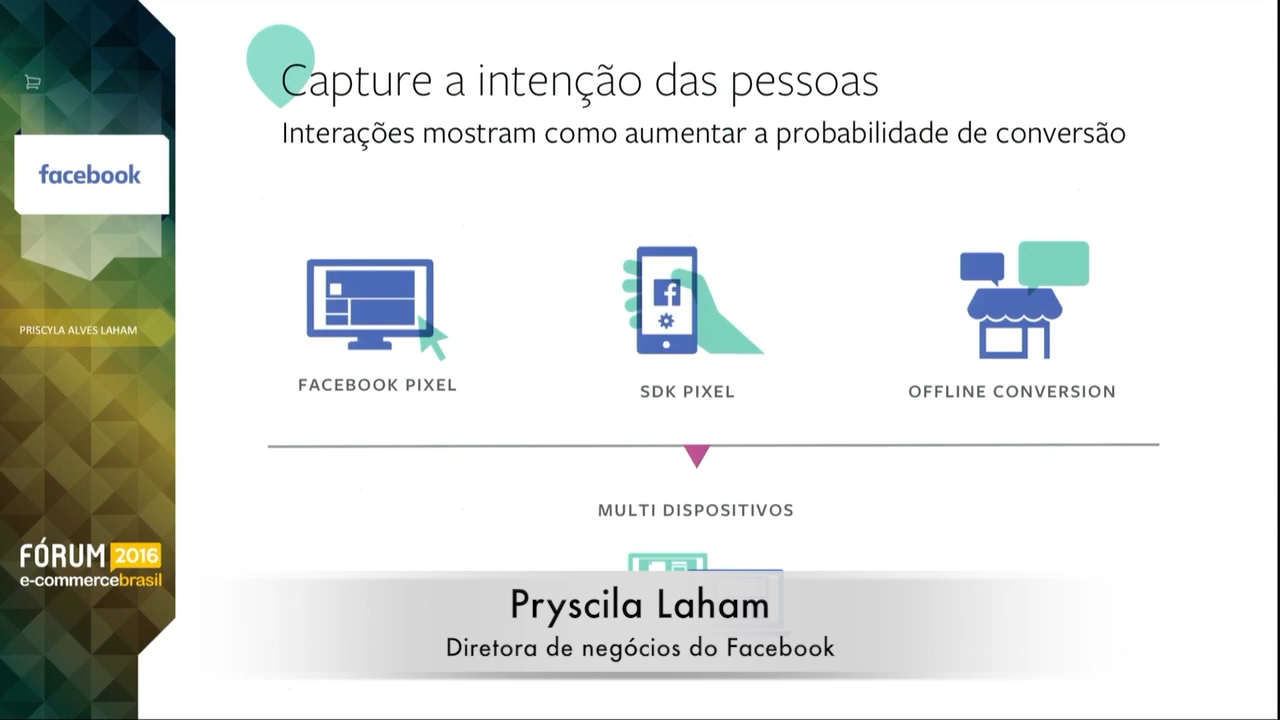 Capture a intenção das pessoas
Interações mostram como aumentar a probabilidade de conversão
facebook
PRISCYLA ALVES LAHAM
FACEBOOK PIXEL
SDK PIXEL
OFFLINE CONVERSION
MULTI DISPOSITIVOS
FÓRUM 2016
e-commercebrasil
Pryscila Laham
Diretora de negócios do Facebook